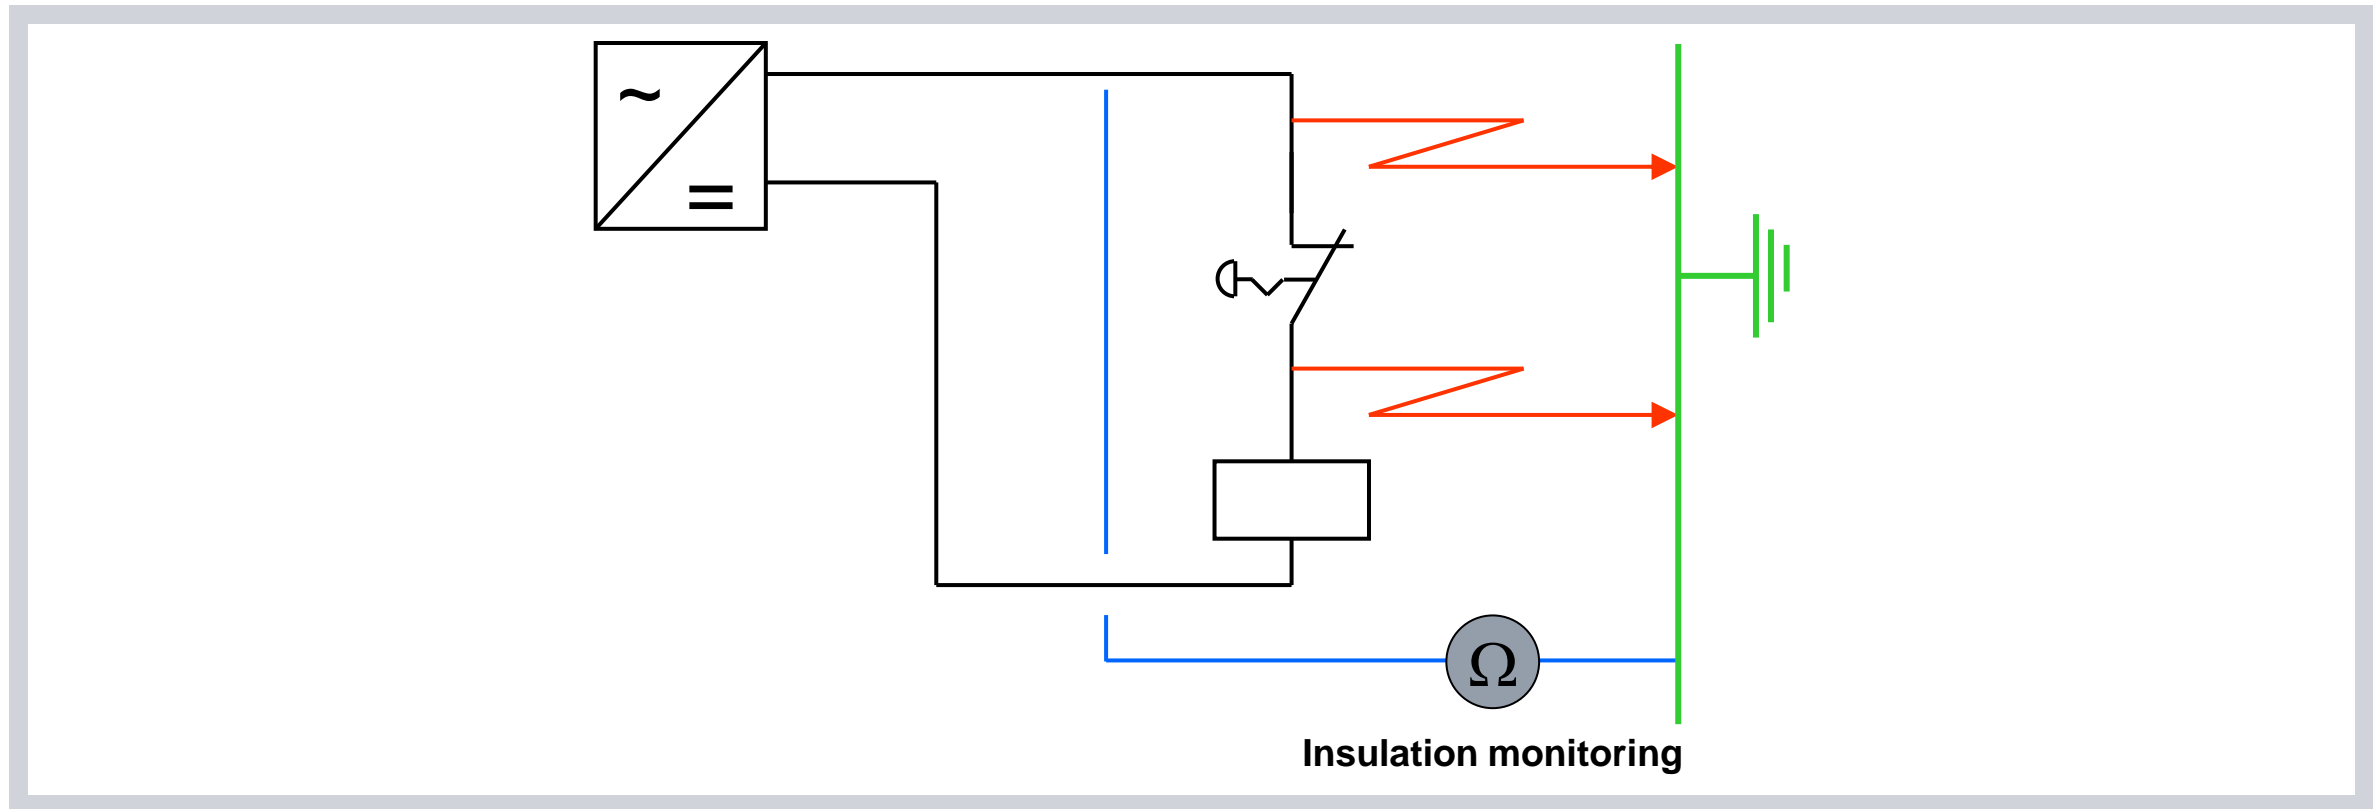 ~
=
Ω
Insulation monitoring